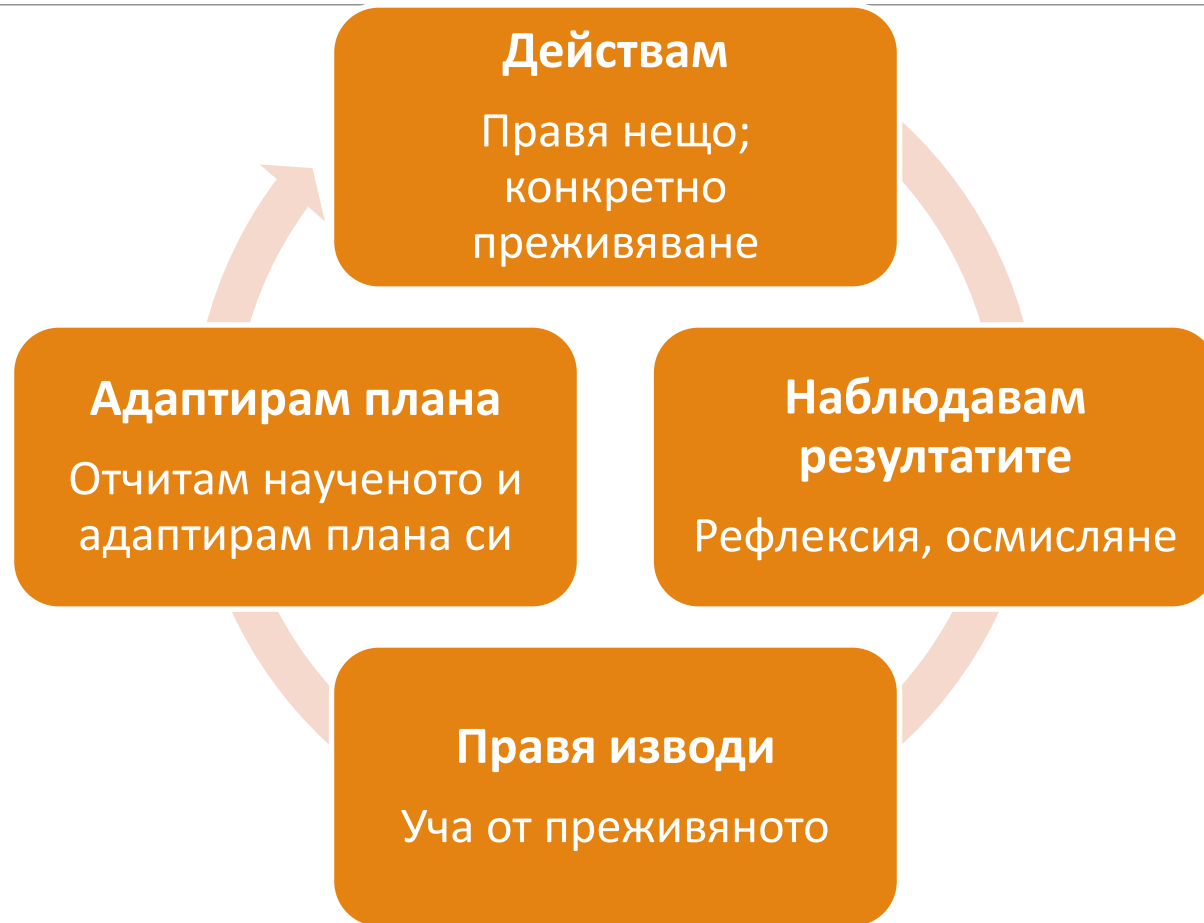 Действам
Правя нещо;
конкретно
преживяване
Наблюдавам
резултатите
Рефлексия, осмисляне
Правя изводи
Уча от преживяното
Адаптирам плана
Отчитам наученото и
адаптирам плана си